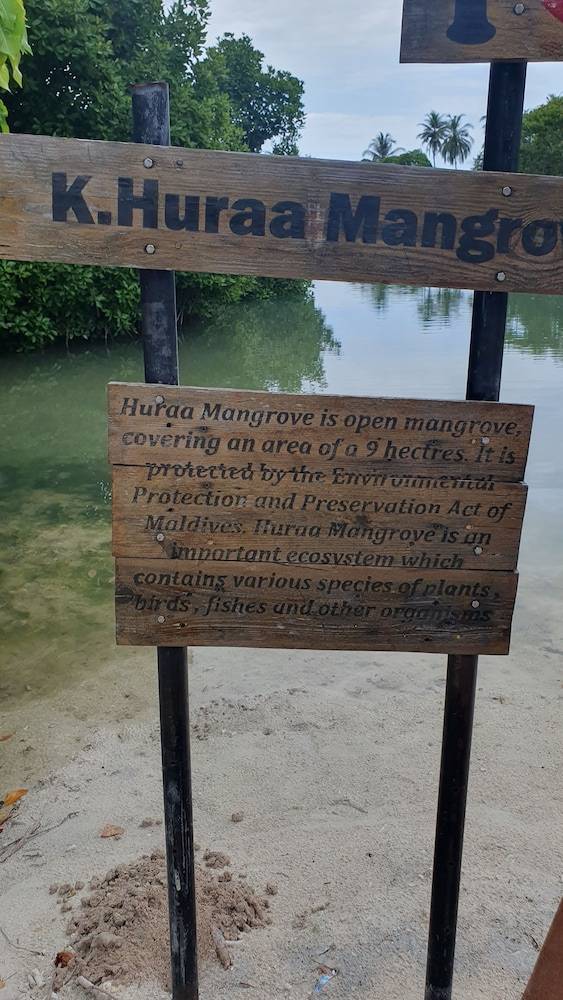 K.Huraa Mangro
Huraa Mangrove is open mangrove,
covering an area of a 9 hectres. It is
protected by the Environmental
Protection and Preservation Act of
Maldives. Huraa Mangrove is an
important ecosystem which
contains various species of plants,
birds, fishes and other organisms